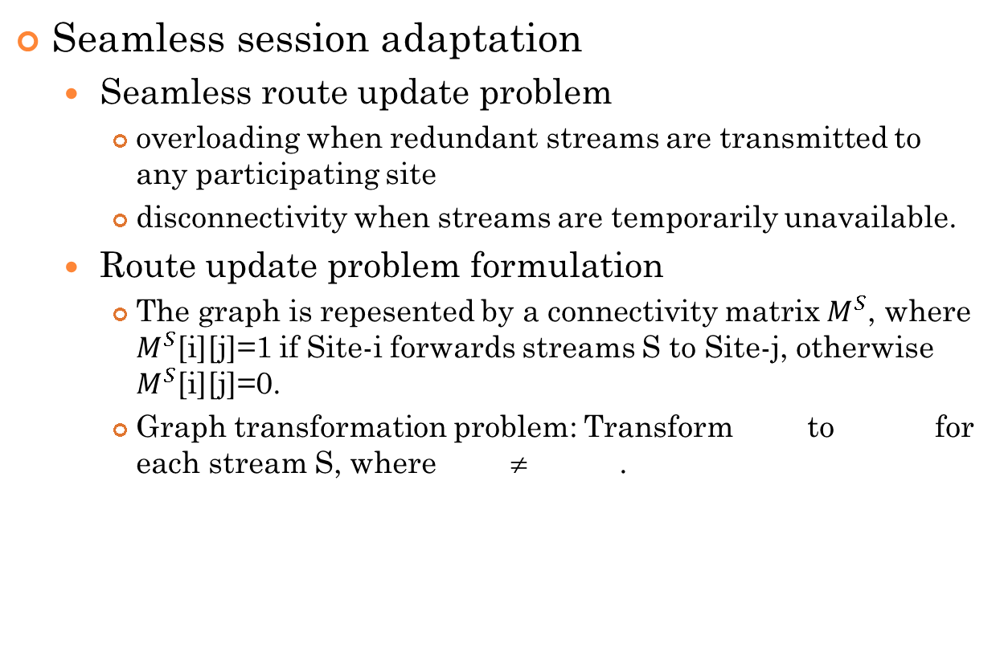 Seamless session adaptation
Seamless route update problem
overloading when redundant streams are transmitted to
any participating site
disconnectivity when streams are temporarily unavailable.
Route update problem formulation
The graph is repesented by a connectivity matrix M^S, where
M^S[i][j]=1 if Site-i forwards streams S to Site-j, otherwise
M^S[i][j]=0.
Graph transformation problem: Transform to for
each stream S, where ≠ .